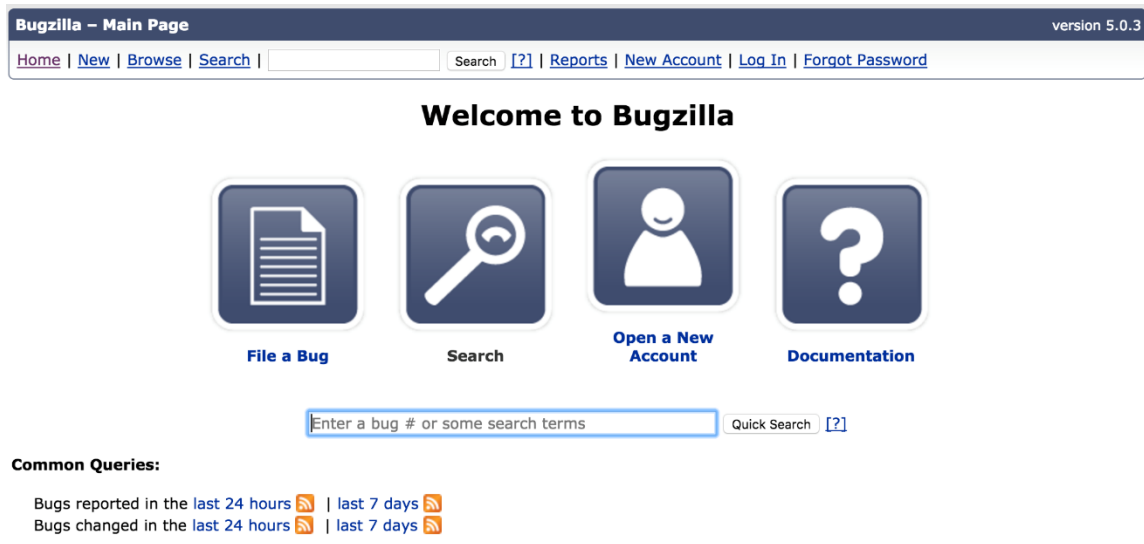 Bugzilla – Main Page version 5.0.3
Home | New | Browse | Search | Search [?] | Reports | New Account | Log In | Forgot Password
Welcome to Bugzilla
File a Bug
Search
Open a New
Account
Documentation
Enter a bug # or some search terms Quick Search [?]
Common Queries:
Bugs reported in the last 24 hours | last 7 days
Bugs changed in the last 24 hours | last 7 days